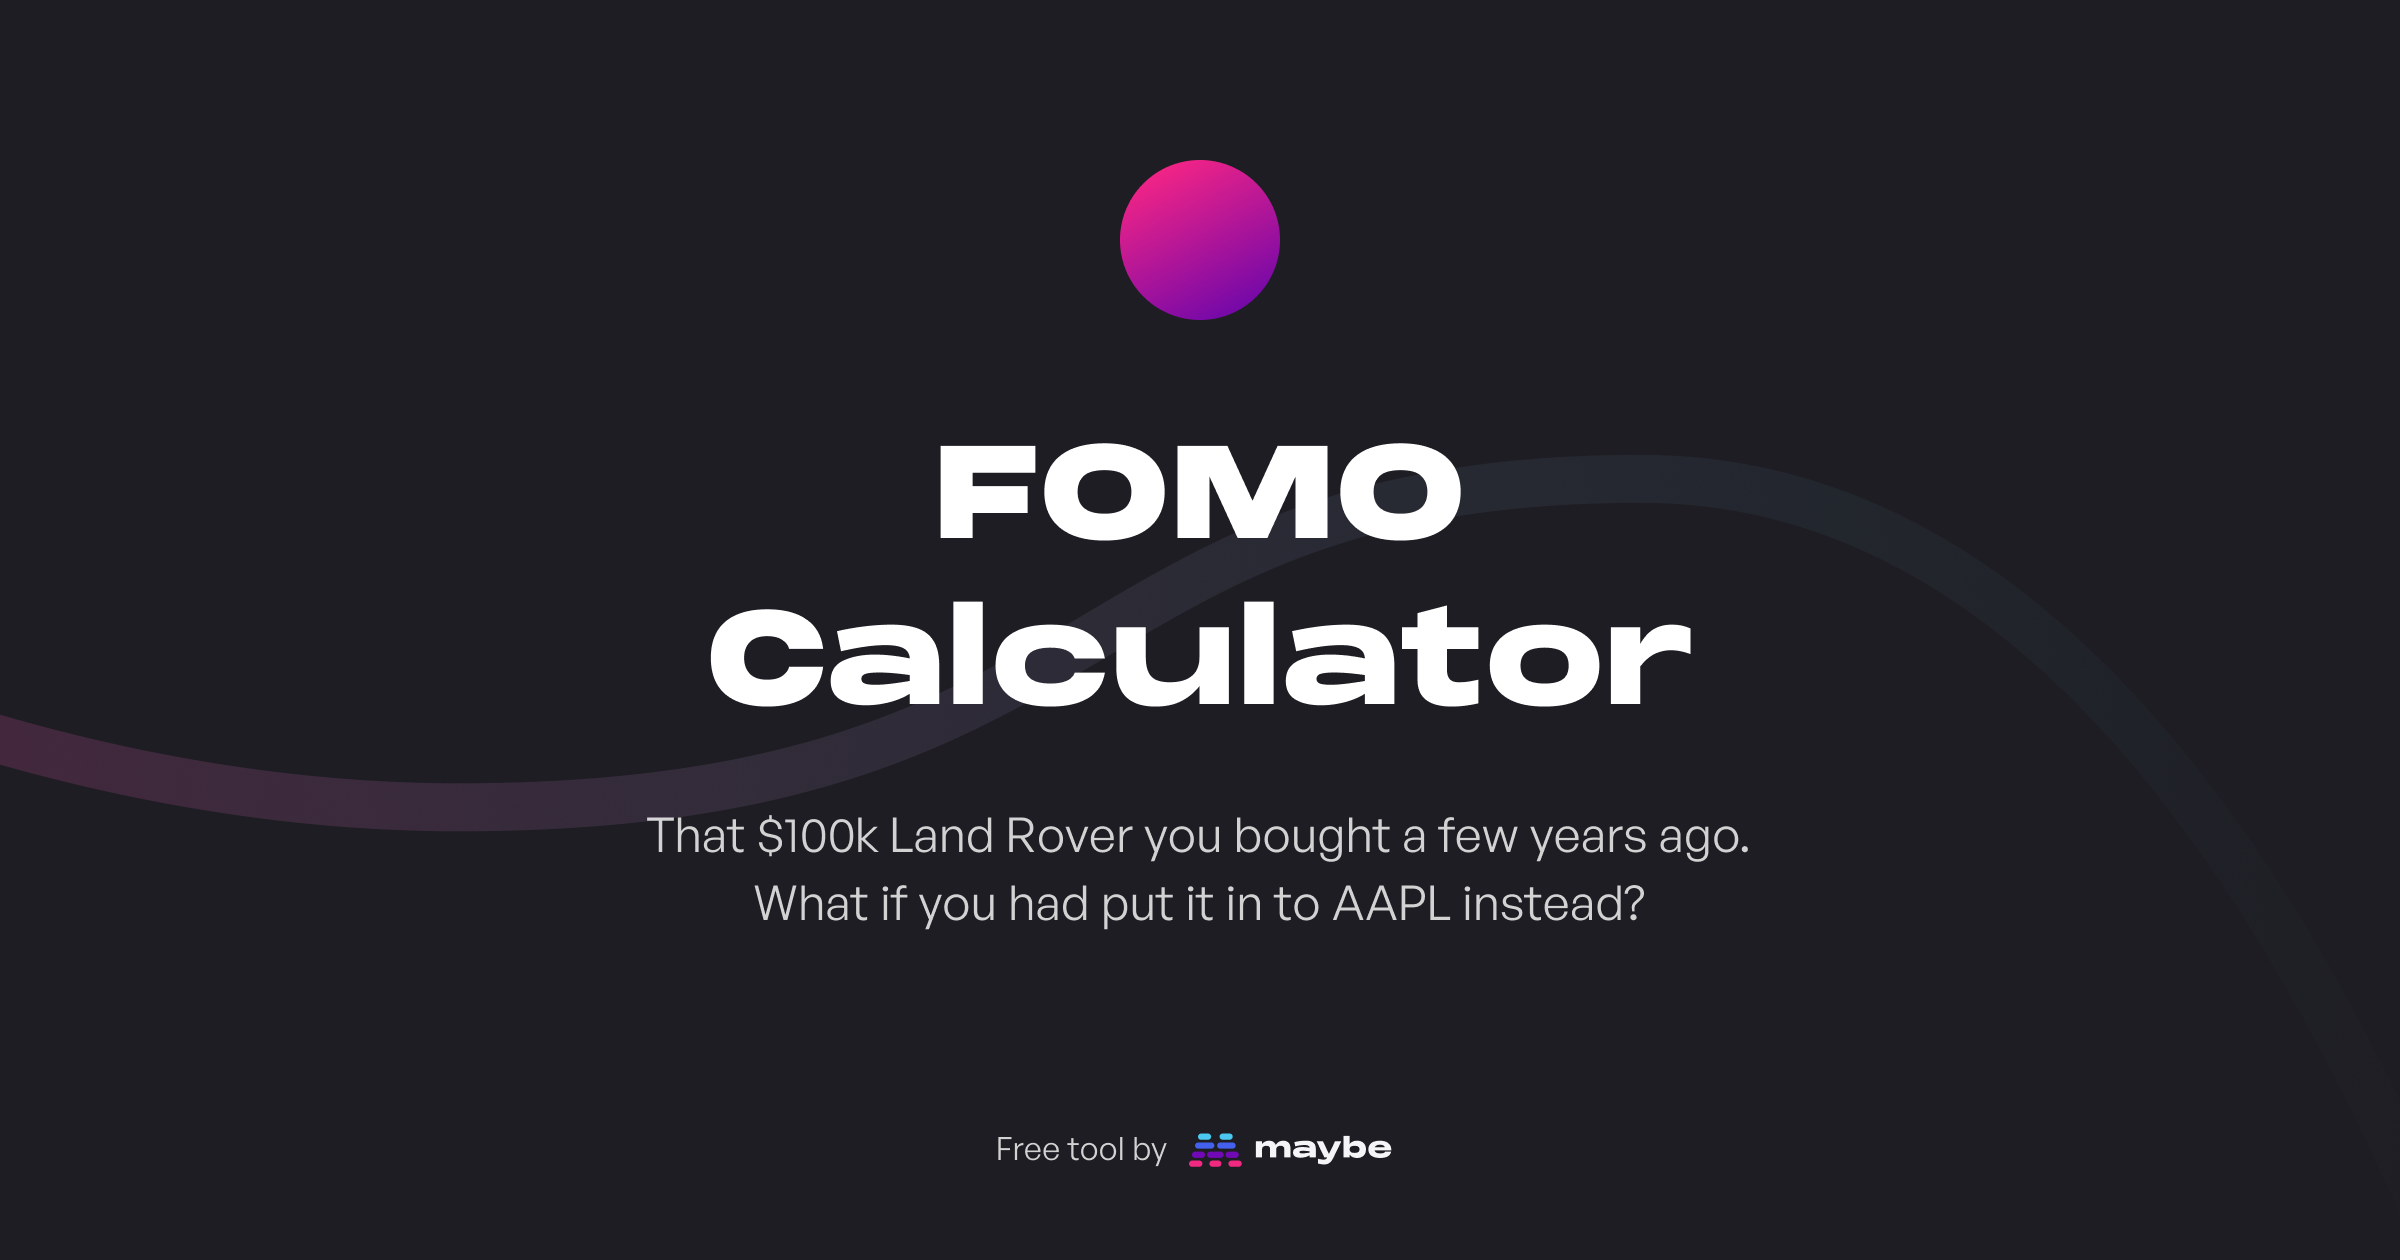 FOMO
Calculator
That $100k Land Rover you bought a few years ago.
What if you had put it in to AAPL instead?
Free tool by maybe